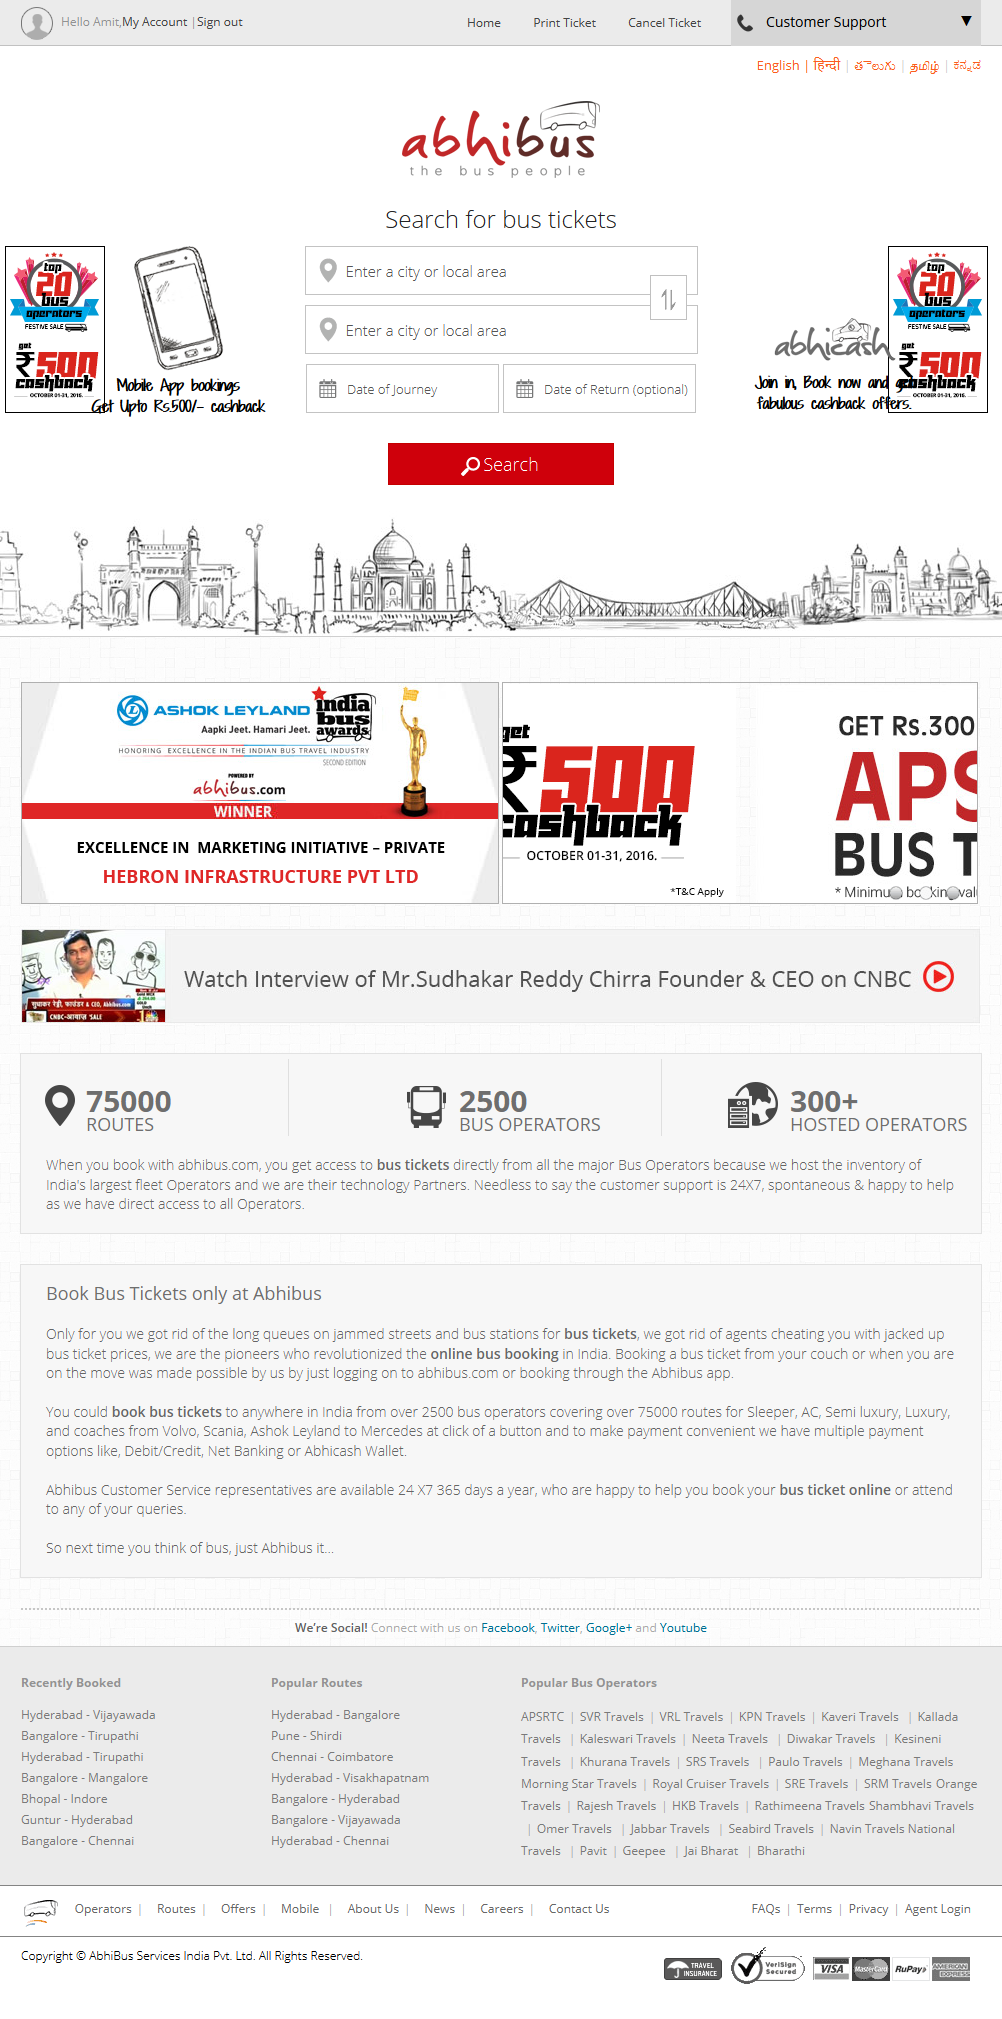 Hello Amit,My Account |Sign out
Home Print Ticket Cancel Ticket
Customer Support ▼
English | हिन्दी | తెలుగు | தமிழ் | ಕನ್ನಡ
abhibus
the bus people
Search for bus tickets
Enter a city or local area
Enter a city or local area
Date of Journey Date of Return (optional)
Search
top
20
bus
operators
FESTIVE SALE
get
₹500
cashback
OCTOBER 01-31, 2016.
Mobile App bookings
Get Upto Rs.500/- cashback
abhicash
Join in, Book now and get
fabulous cashback offers.
top
20
bus
operators
FESTIVE SALE
get
₹500
cashback
OCTOBER 01-31, 2016.
ASHOK LEYLAND
Aapki Jeet. Hamari Jeet.
india
bus
awards
HONORING EXCELLENCE IN THE INDIAN BUS TRAVEL INDUSTRY
SECOND EDITION
POWERED BY
abhibus.com
WINNER
EXCELLENCE IN MARKETING INITIATIVE – PRIVATE
HEBRON INFRASTRUCTURE PVT LTD
get
₹500
cashback
OCTOBER 01-31, 2016.
*T&C Apply
GET Rs.300
APS
BUS T
* Minimum booking val
सुधाकर रेड्डी, फाउंडर & CEO, Abhibus.com
CNBC-आवाज़ SALE
Watch Interview of Mr.Sudhakar Reddy Chirra Founder & CEO on CNBC
75000
ROUTES
2500
BUS OPERATORS
300+
HOSTED OPERATORS
When you book with abhibus.com, you get access to bus tickets directly from all the major Bus Operators because we host the inventory of
India's largest fleet Operators and we are their technology Partners. Needless to say the customer support is 24X7, spontaneous & happy to help
as we have direct access to all Operators.
Book Bus Tickets only at Abhibus
Only for you we got rid of the long queues on jammed streets and bus stations for bus tickets, we got rid of agents cheating you with jacked up
bus ticket prices, we are the pioneers who revolutionized the online bus booking in India. Booking a bus ticket from your couch or when you are
on the move was made possible by us by just logging on to abhibus.com or booking through the Abhibus app.
You could book bus tickets to anywhere in India from over 2500 bus operators covering over 75000 routes for Sleeper, AC, Semi luxury, Luxury,
and coaches from Volvo, Scania, Ashok Leyland to Mercedes at click of a button and to make payment convenient we have multiple payment
options like, Debit/Credit, Net Banking or Abhicash Wallet.
Abhibus Customer Service representatives are available 24 X7 365 days a year, who are happy to help you book your bus ticket online or attend
to any of your queries.
So next time you think of bus, just Abhibus it...
We're Social! Connect with us on Facebook, Twitter, Google+ and Youtube
Recently Booked
Hyderabad - Vijayawada
Bangalore - Tirupathi
Hyderabad - Tirupathi
Bangalore - Mangalore
Bhopal - Indore
Guntur - Hyderabad
Bangalore - Chennai
Popular Routes
Hyderabad - Bangalore
Pune - Shirdi
Chennai - Coimbatore
Hyderabad - Visakhapatnam
Bangalore - Hyderabad
Bangalore - Vijayawada
Hyderabad - Chennai
Popular Bus Operators
APSRTC | SVR Travels | VRL Travels | KPN Travels | Kaveri Travels | Kallada
Travels | Kaleswari Travels | Neeta Travels | Diwakar Travels | Kesineni
Travels | Khurana Travels | SRS Travels | Paulo Travels | Meghana Travels
Morning Star Travels | Royal Cruiser Travels | SRE Travels | SRM Travels Orange
Travels | Rajesh Travels | HKB Travels | Rathimeena Travels Shambhavi Travels
| Omer Travels | Jabbar Travels | Seabird Travels | Navin Travels National
Travels | Pavit | Geepee | Jai Bharat | Bharathi
Operators | Routes | Offers | Mobile | About Us | News | Careers | Contact Us
FAQs | Terms | Privacy | Agent Login
Copyright © AbhiBus Services India Pvt. Ltd. All Rights Reserved.
TRAVEL
INSURANCE
VeriSign
Secured
VISA
MasterCard
RuPay
AMERICAN
EXPRESS